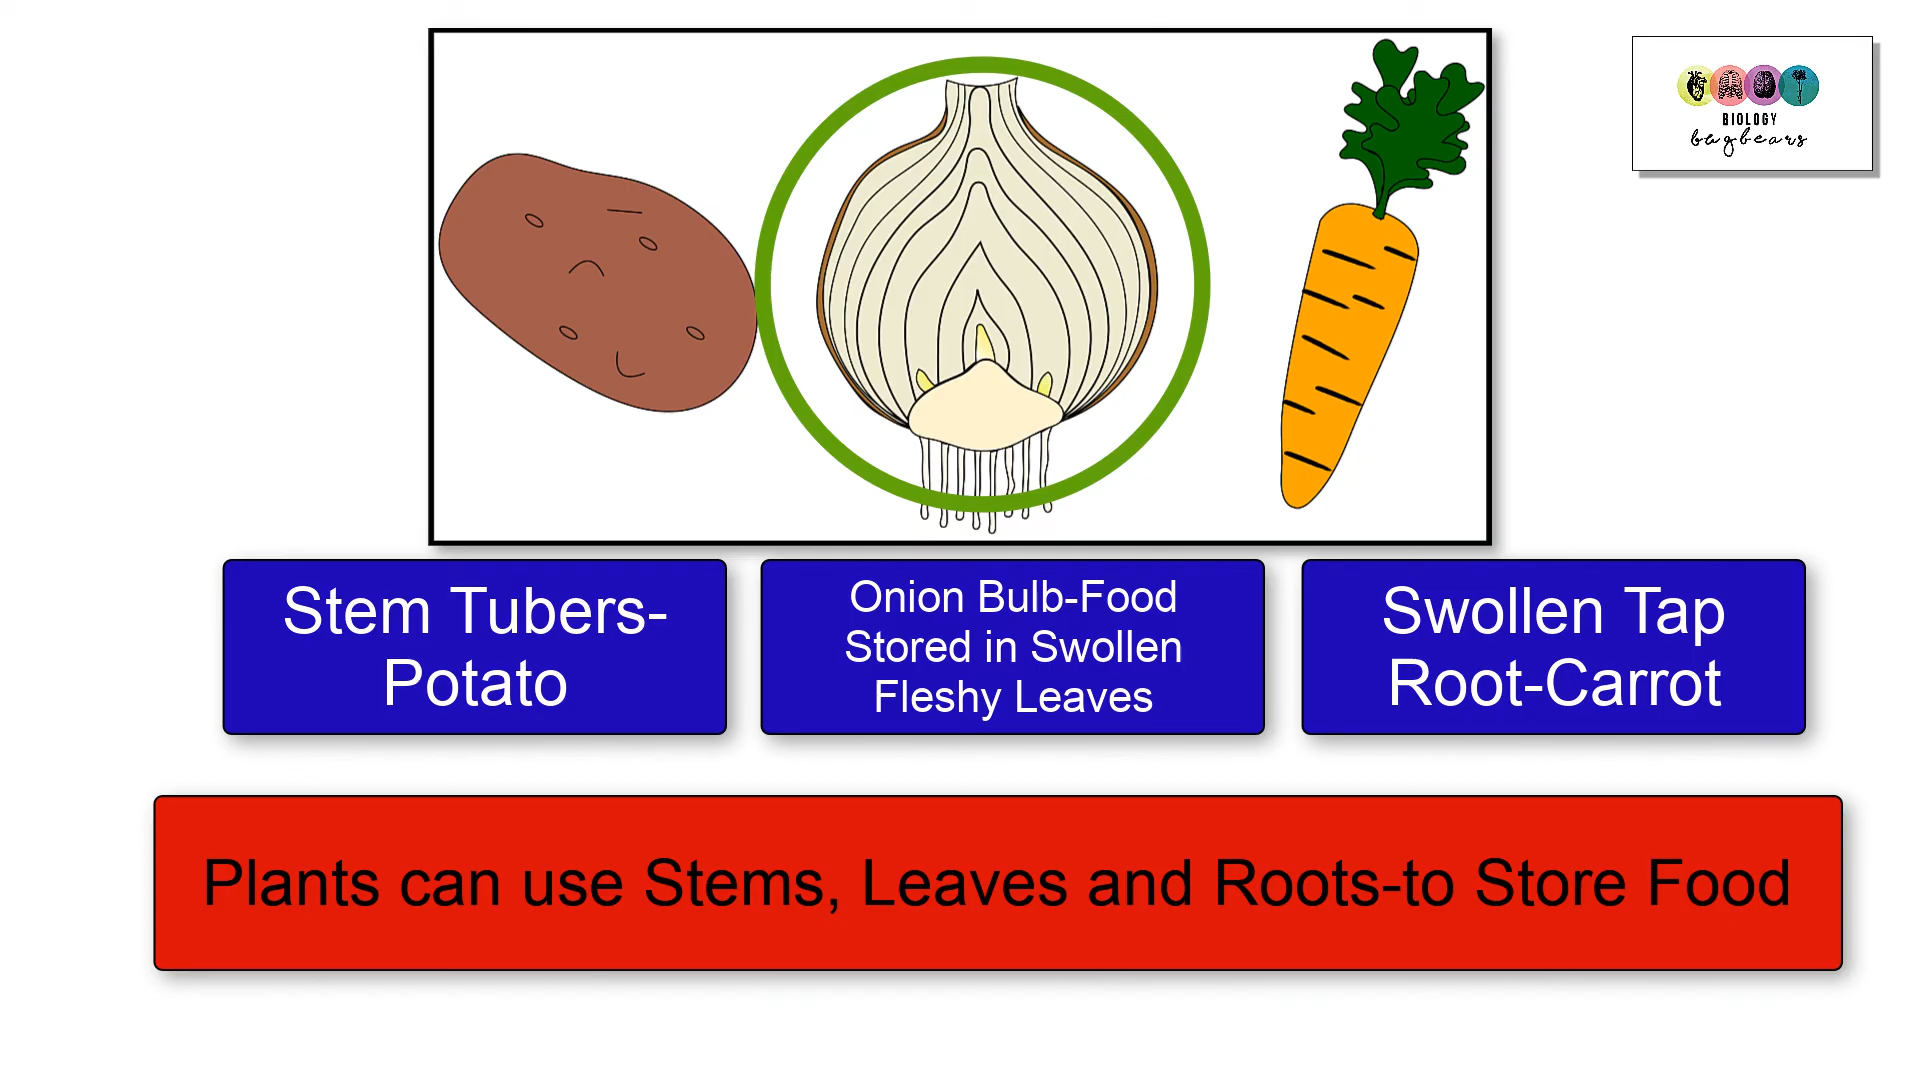 BIOLOGY
bugbears
Stem Tubers-
Potato
Onion Bulb-Food
Stored in Swollen
Fleshy Leaves
Swollen Tap
Root-Carrot
Plants can use Stems, Leaves and Roots-to Store Food